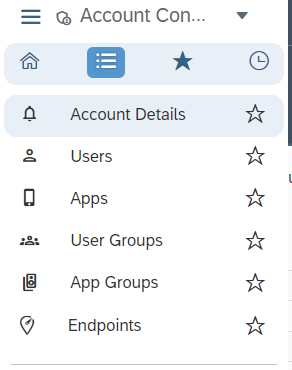 Account Con...
Account Details
Users
Apps
User Groups
App Groups
Endpoints